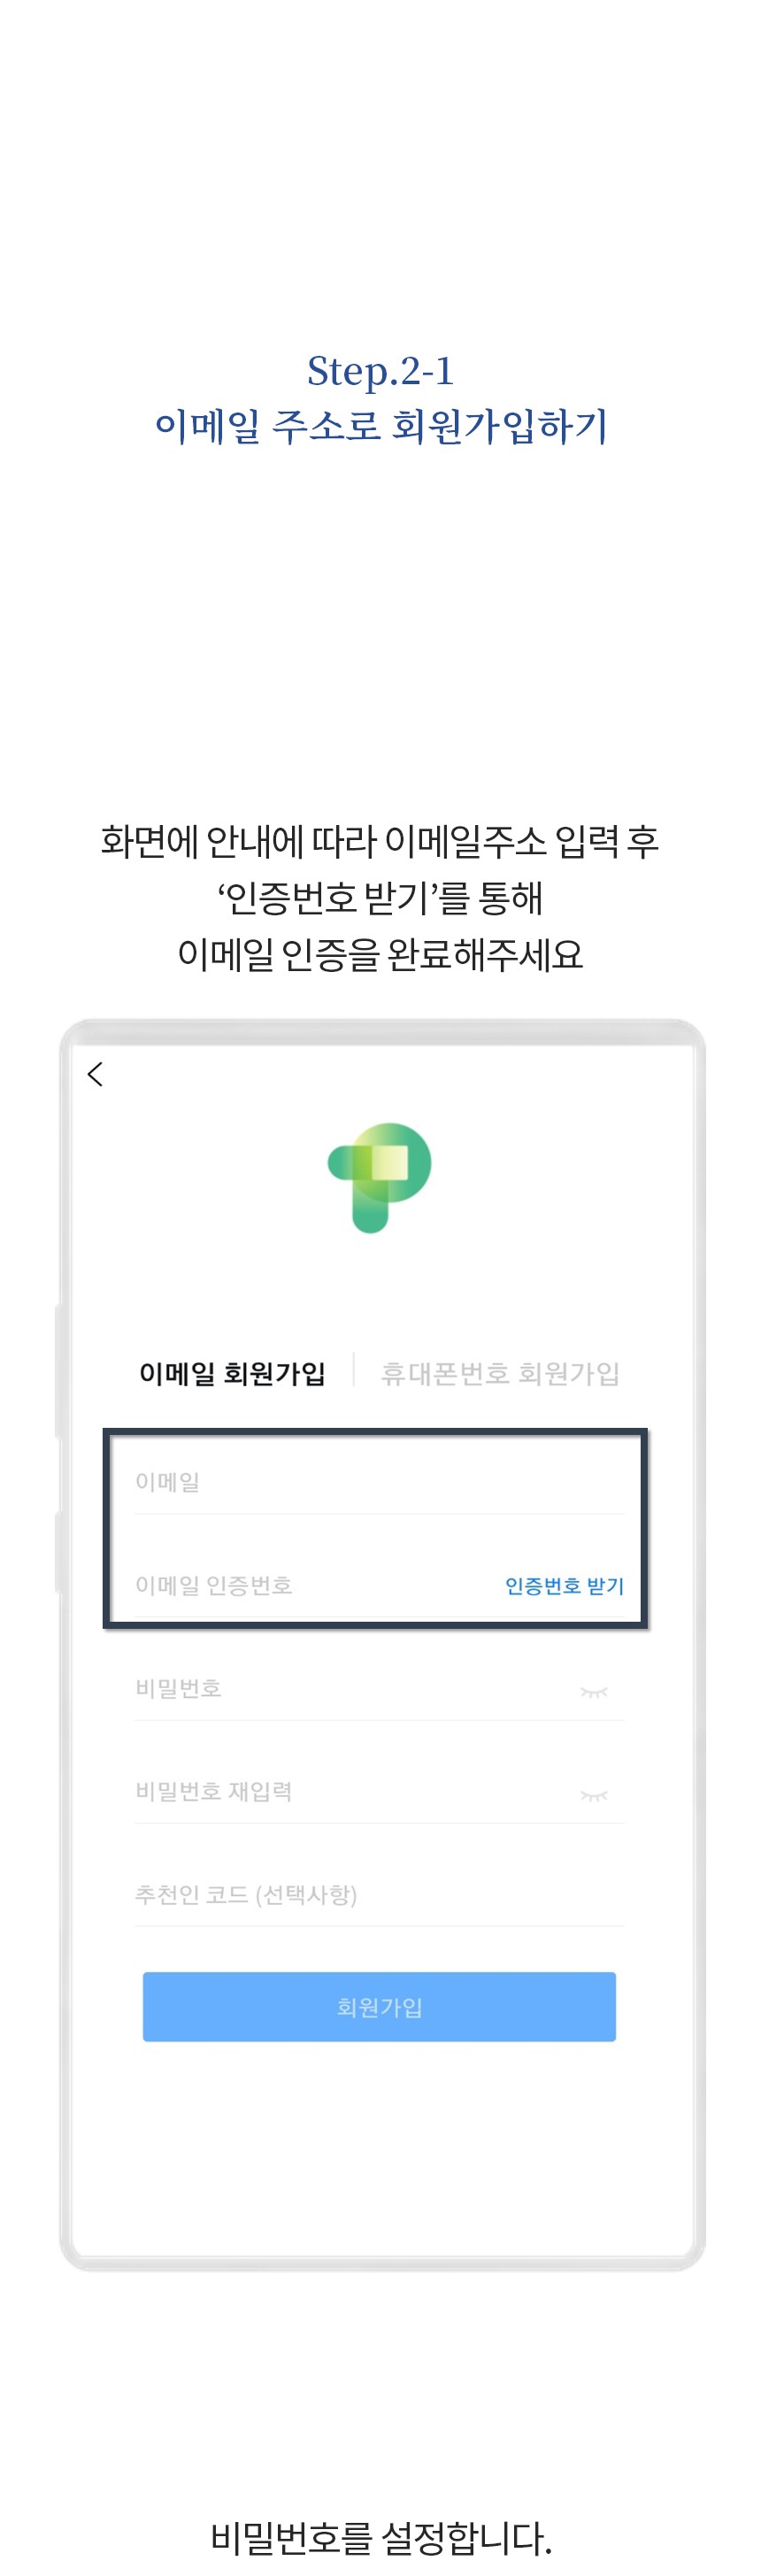 Step.2-1
이메일 주소로 회원가입하기
화면에 안내에 따라 이메일주소 입력 후
‘인증번호 받기’를 통해
이메일 인증을 완료해주세요
이메일 회원가입
휴대폰번호 회원가입
이메일
이메일 인증번호 인증번호 받기
비밀번호
비밀번호 재입력
추천인 코드 (선택사항)
회원가입
비밀번호를 설정합니다.